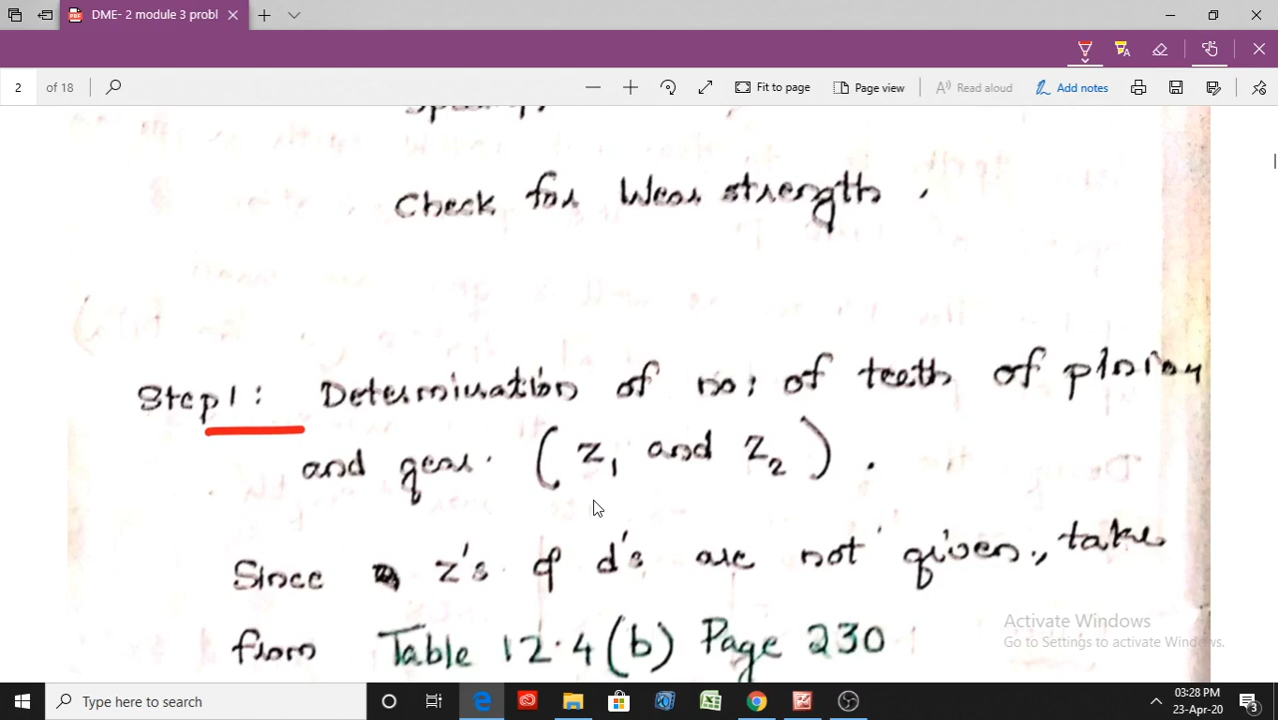 DME- 2 module 3 probl
2 of 18 Fit to page Page view Read aloud Add notes
Check for Wear strength .
Step1: Determination of no: of teeth of pinion
and gear. (z1 and z2).
Since z's & d's are not given, take
from Table 12.4(b) Page 230
Activate Windows
Go to Settings to activate Windows.
Type here to search
03:28 PM
23-Apr-20
3